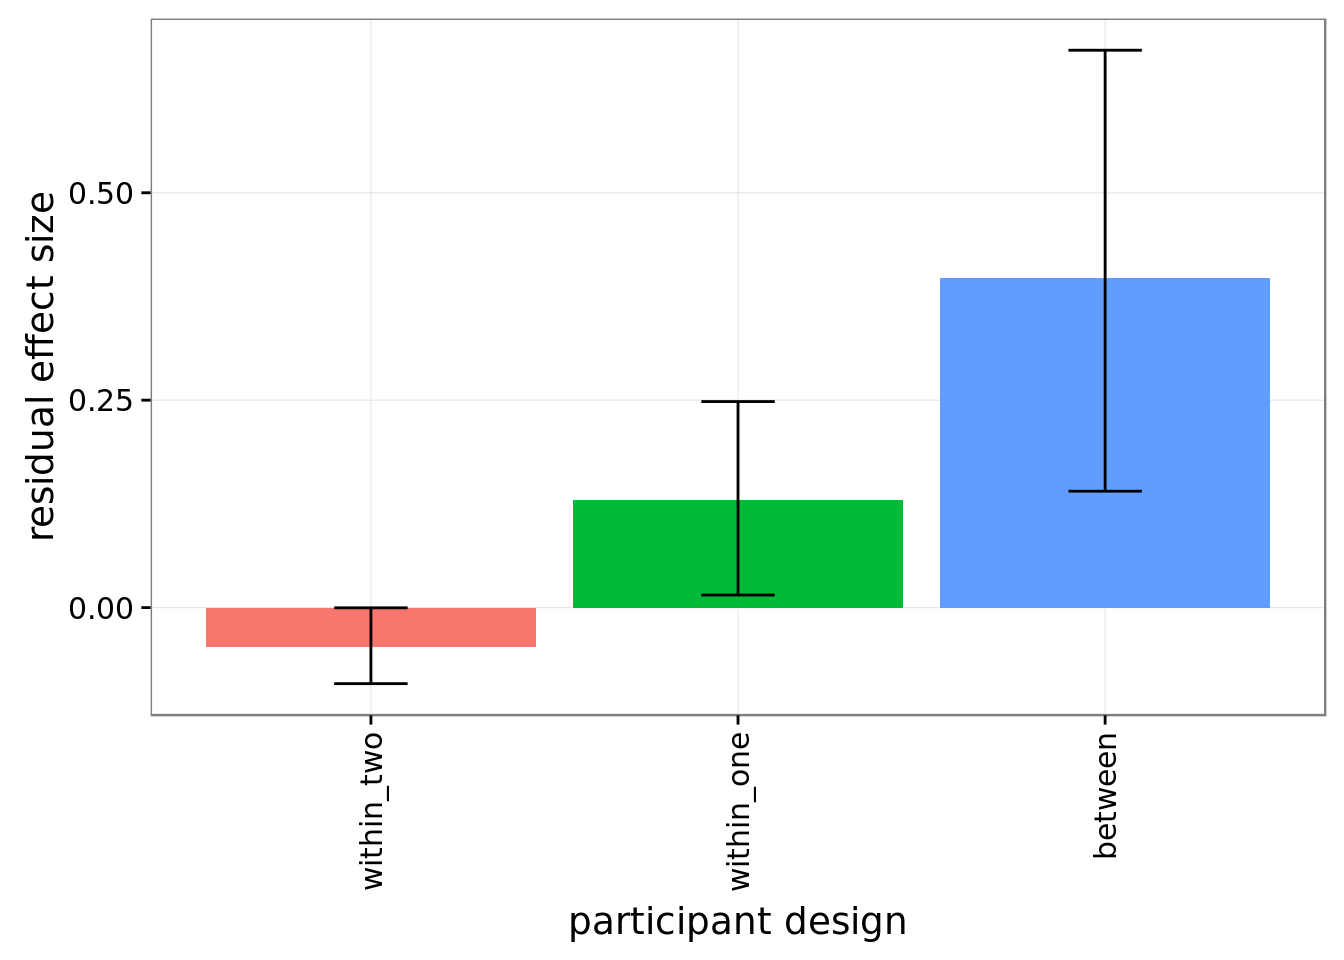 residual effect size
0.50
0.25
0.00
within_two
within_one
between
participant design